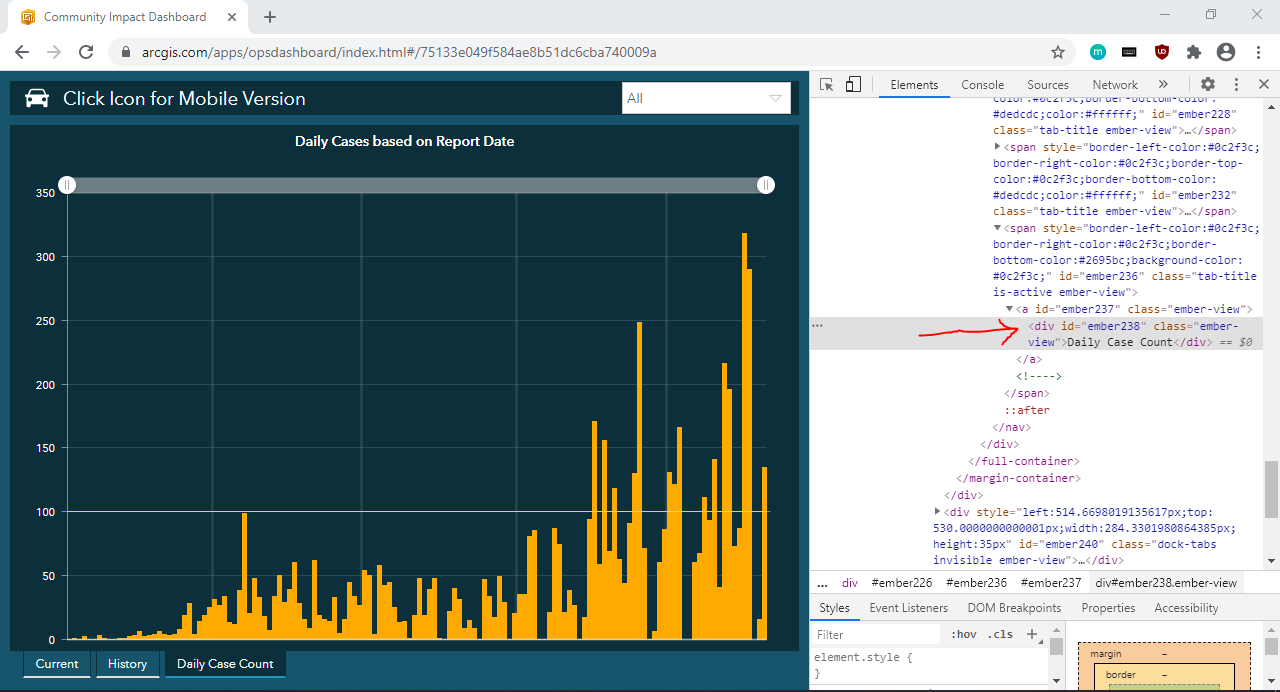 Community Impact Dashboard
arcgis.com/apps/opsdashboard/index.html#/75133e049f584ae8b51dc6cba740009a
Click Icon for Mobile Version
All
Daily Cases based on Report Date
350
300
250
200
150
100
50
0
Current History Daily Case Count
Elements Console Sources Network »
color:#0c2f3c;border-bottom-color:
#dedcdc;color:#ffffff;" id="ember228"
class="tab-title ember-view">…</span>
<span style="border-left-color:#0c2f3c;
border-right-color:#0c2f3c;border-top-
color:#0c2f3c;border-bottom-color:
#dedcdc;color:#ffffff;" id="ember232"
class="tab-title ember-view">…</span>
<span style="border-left-color:#0c2f3c;
border-right-color:#0c2f3c;border-
bottom-color:#2695bc;background-color:
#0c2f3c;" id="ember236" class="tab-title
is-active ember-view">
<a id="ember237" class="ember-view">
<div id="ember238" class="ember-
view">Daily Case Count</div> == $0
</a>
<!---->
</span>
::after
</nav>
</div>
</full-container>
</margin-container>
</div>
<div style="left:514.6698019135617px;top:
530.0000000000001px;width:284.3301980864385px;
height:35px" id="ember240" class="dock-tabs
invisible ember-view">…</div>
... div #ember226 #ember236 #ember237 div#ember238.ember-view
Styles Event Listeners DOM Breakpoints Properties Accessibility
Filter :hov .cls +
element.style {
}
margin –
border –